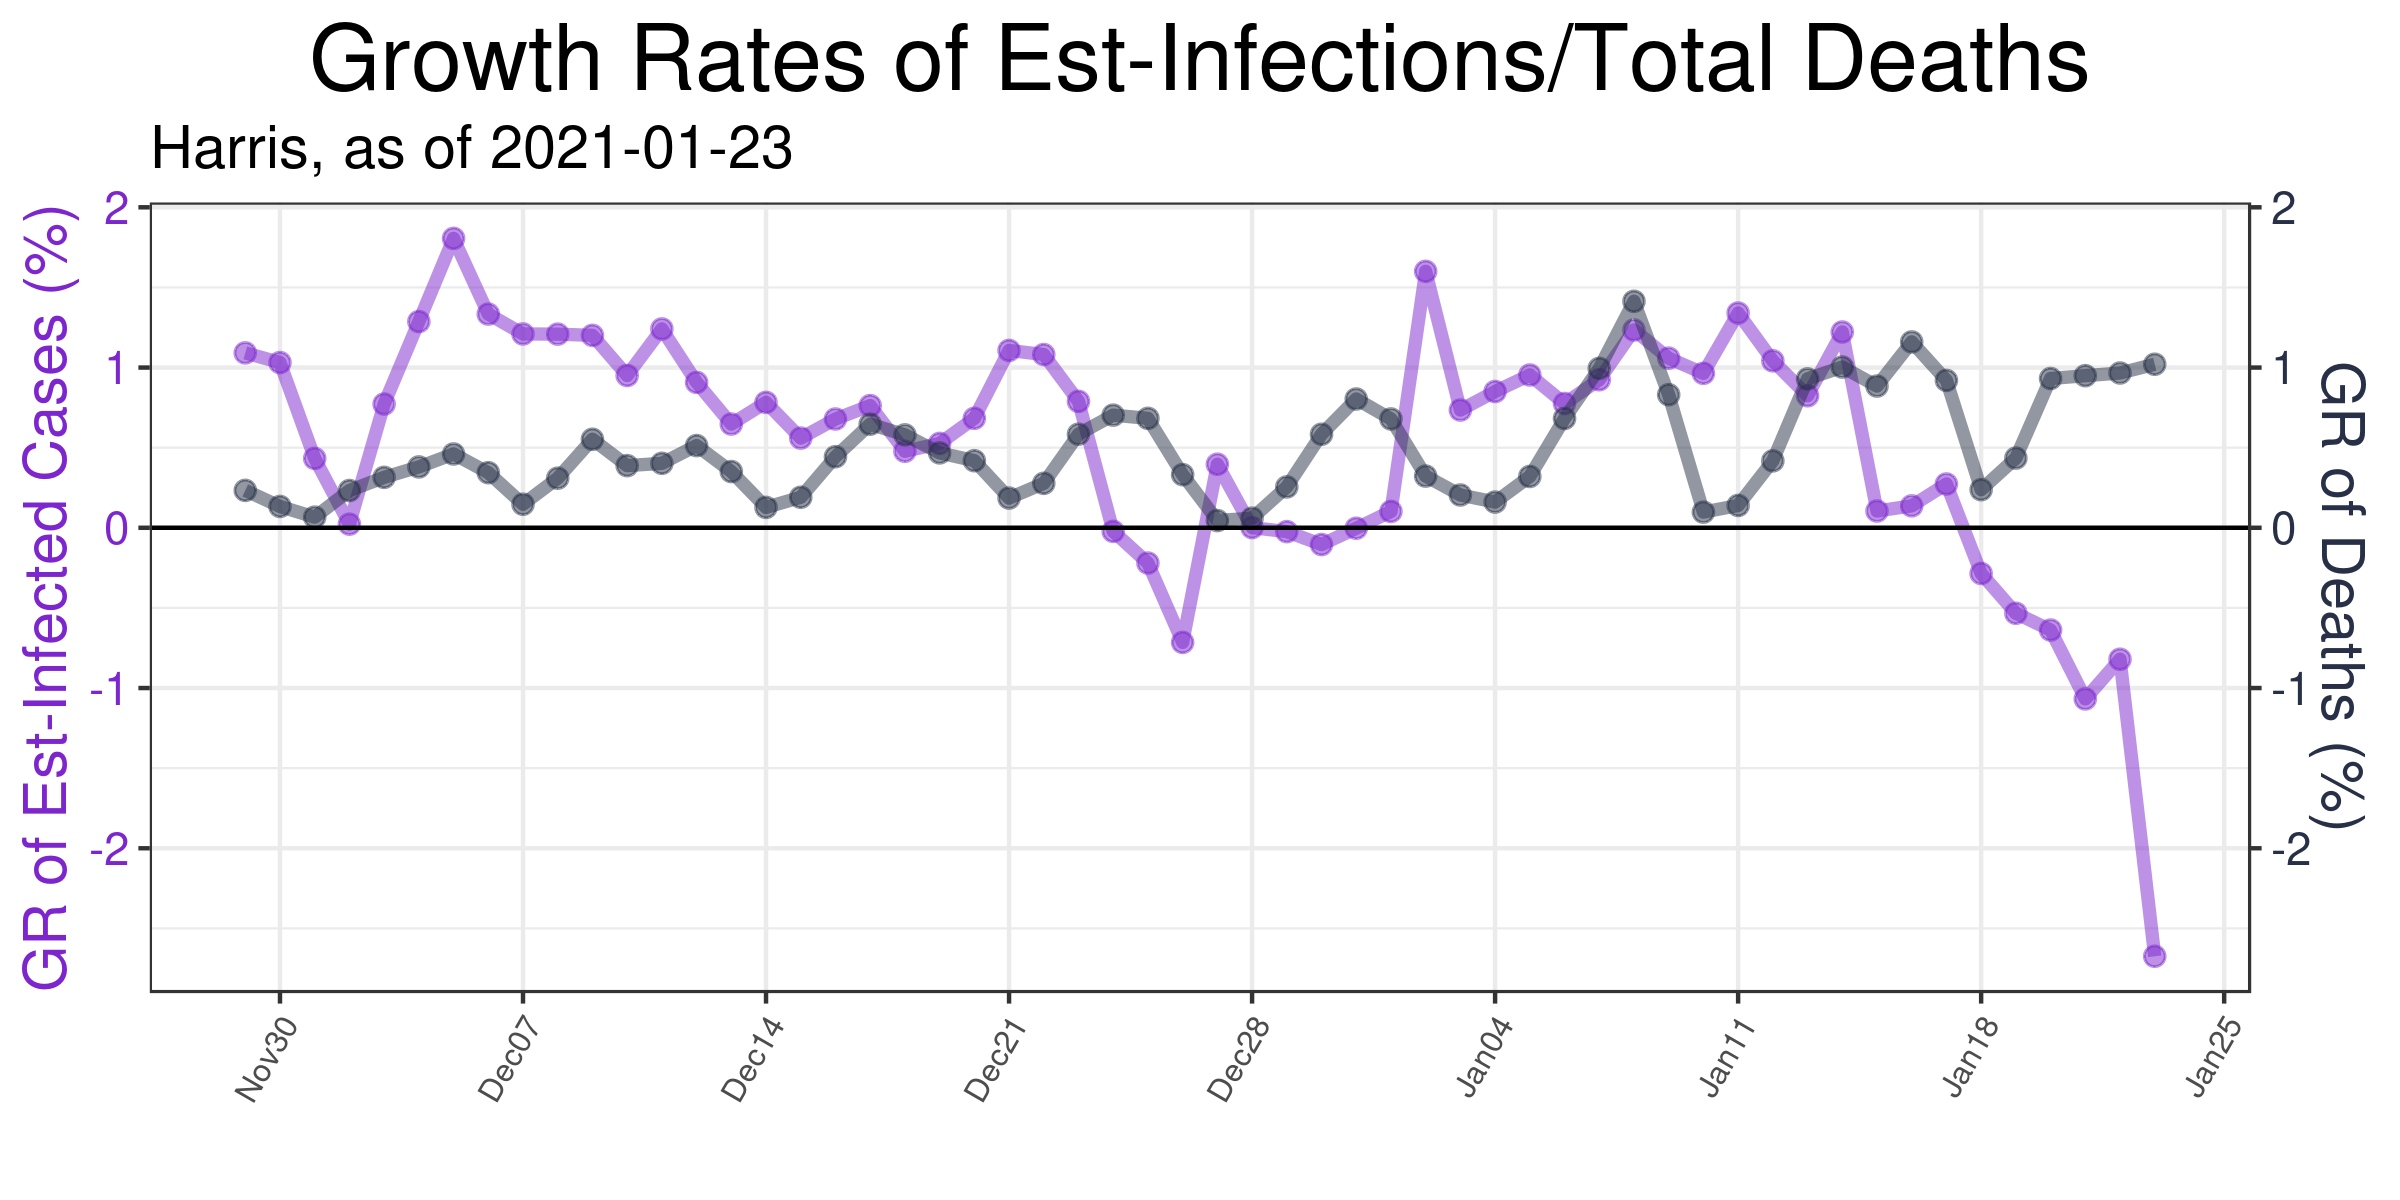 Growth Rates of Est-Infections/Total Deaths
Harris, as of 2021-01-23
GR of Est-Infected Cases (%)
2
1
0
-1
-2
2
1
0
-1
-2
GR of Deaths (%)
Nov30
Dec07
Dec14
Dec21
Dec28
Jan04
Jan11
Jan18
Jan25